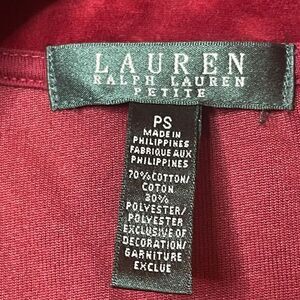 LAUREN
RALPH LAUREN
PETITE
PS
MADE IN
PHILIPPINES
FABRIQUE AUX
PHILIPPINES
70% COTTON/
COTON
30%
POLYESTER/
POLYESTER
EXCLUSIVE OF
DECORATION/
GARNITURE
EXCLUE